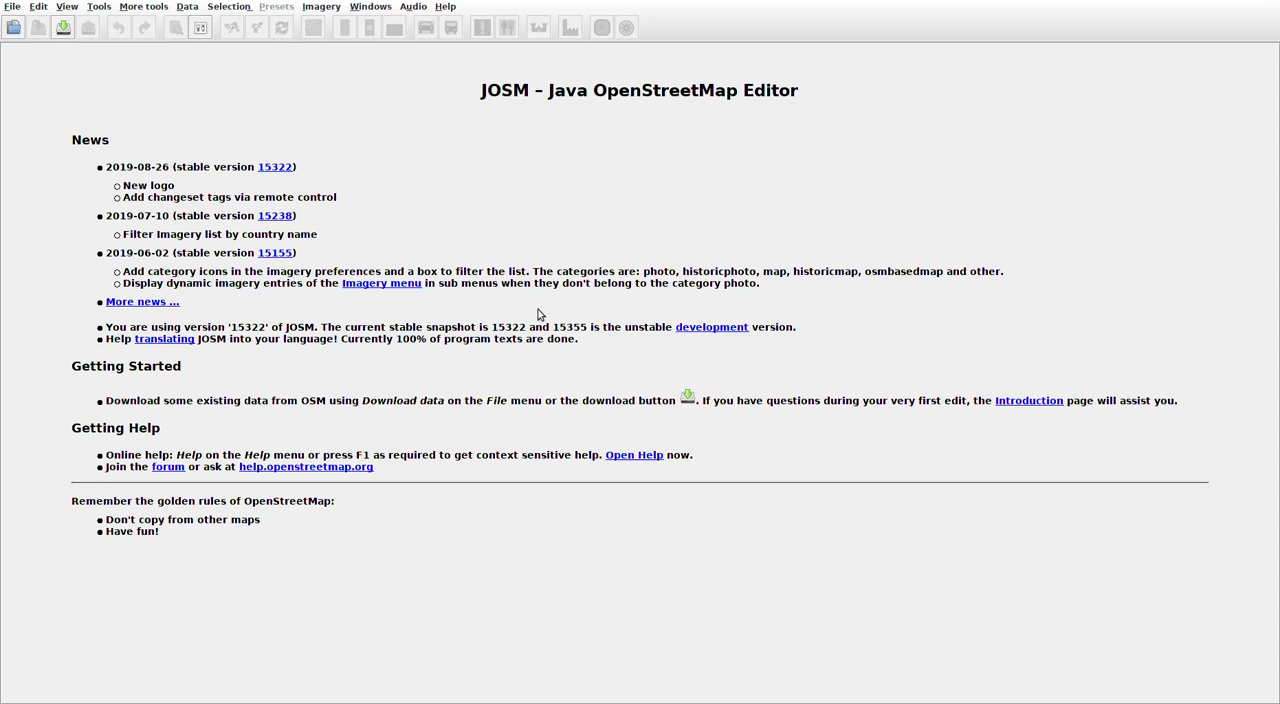 File Edit View Tools More tools Data Selection Presets Imagery Windows Audio Help
JOSM – Java OpenStreetMap Editor
News
2019-08-26 (stable version 15322)
New logo
Add changeset tags via remote control
2019-07-10 (stable version 15238)
Filter Imagery list by country name
2019-06-02 (stable version 15155)
Add category icons in the imagery preferences and a box to filter the list. The categories are: photo, historicphoto, map, historicmap, osmbasedmap and other.
Display dynamic imagery entries of the Imagery menu in sub menus when they don't belong to the category photo.
More news ...
You are using version '15322' of JOSM. The current stable snapshot is 15322 and 15355 is the unstable development version.
Help translating JOSM into your language! Currently 100% of program texts are done.
Getting Started
Download some existing data from OSM using Download data on the File menu or the download button . If you have questions during your very first edit, the Introduction page will assist you.
Getting Help
Online help: Help on the Help menu or press F1 as required to get context sensitive help. Open Help now.
Join the forum or ask at help.openstreetmap.org
Remember the golden rules of OpenStreetMap:
Don't copy from other maps
Have fun!